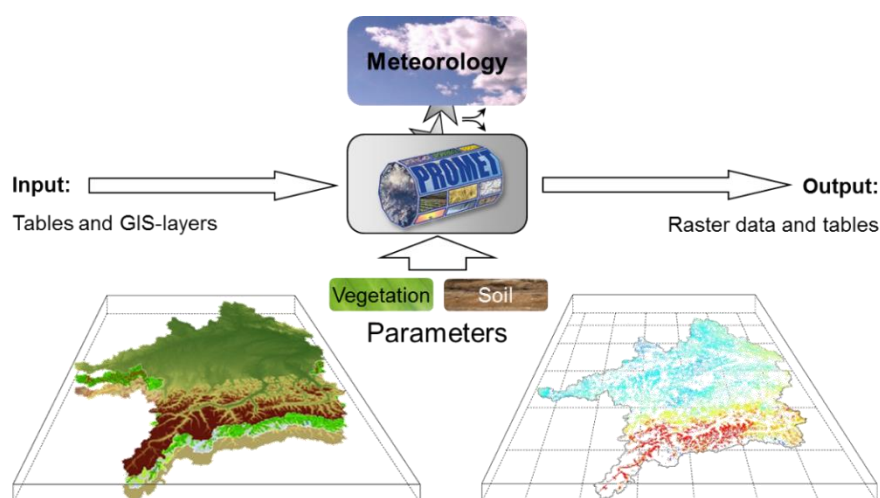 Meteorology
PROMET
Input:
Output:
Tables and GIS-layers
Raster data and tables
Vegetation
Soil
Parameters